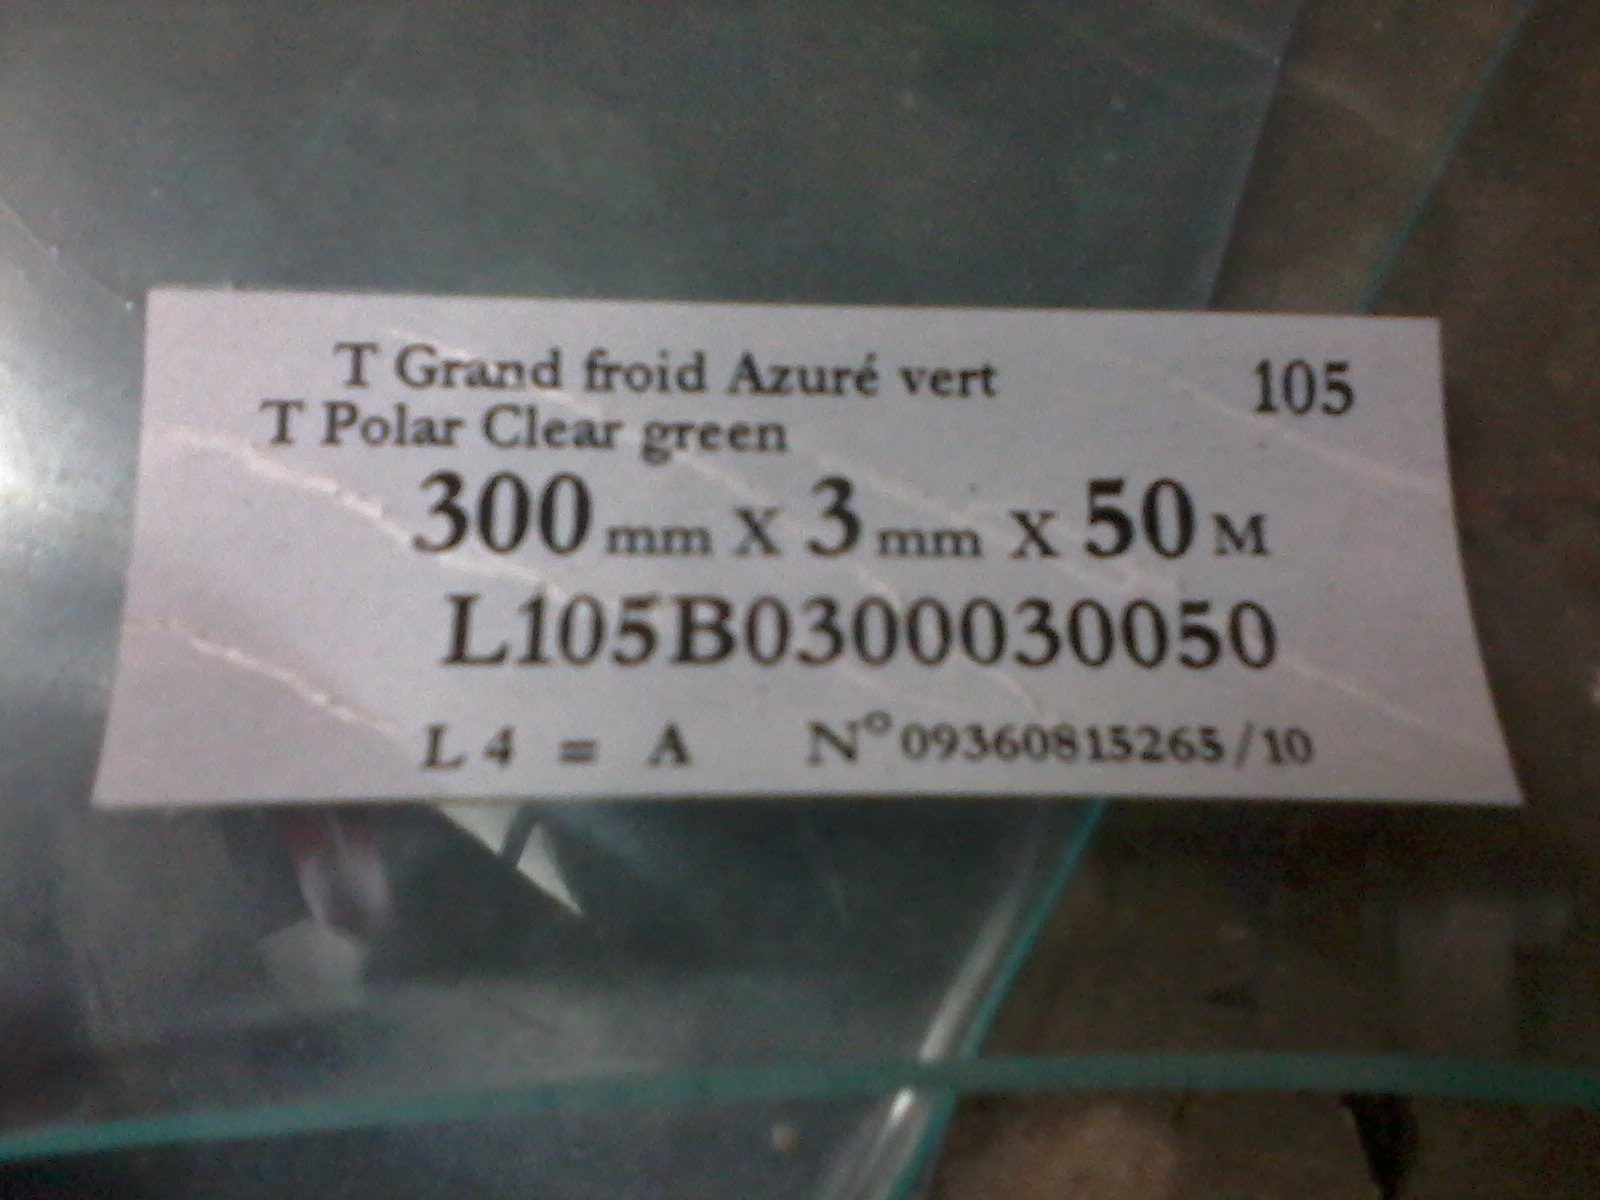 T Grand froid Azuré vert 105
T Polar Clear green
300 mm X 3 mm X 50 M
L105B0300030050
L 4 = A N° 09360815265/10